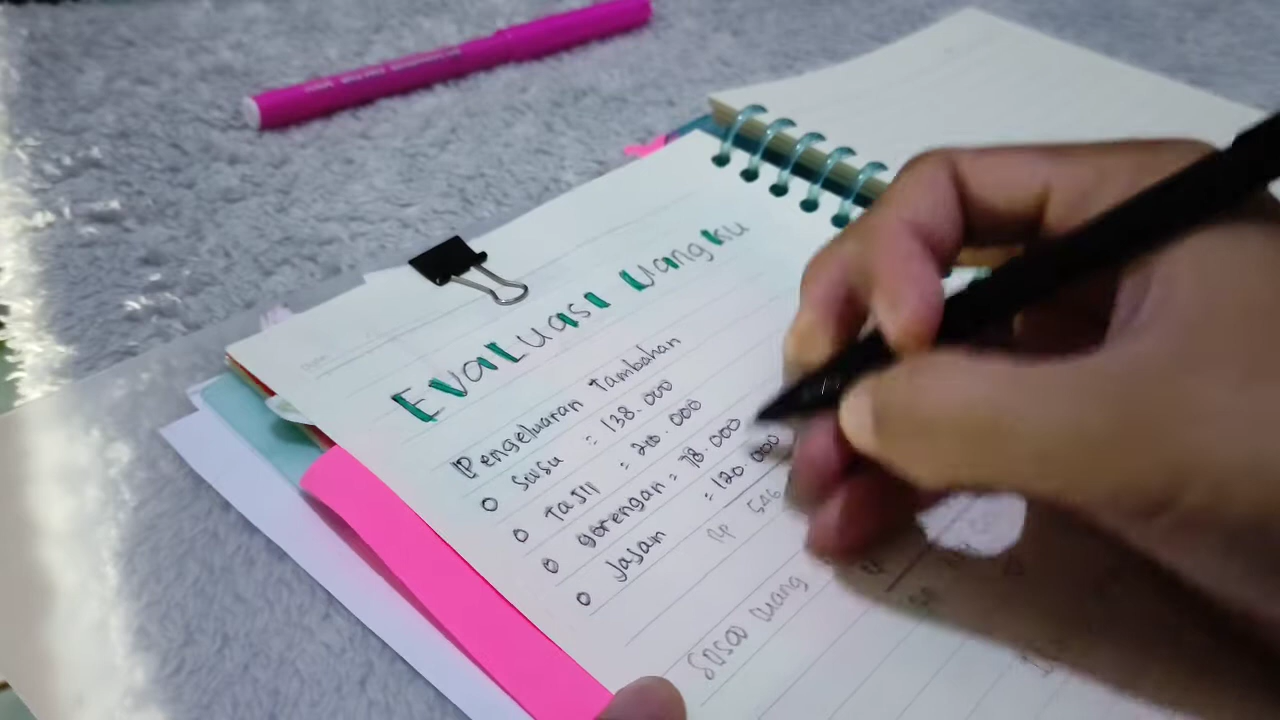 Evaluasi Uangku
Pengeluaran Tambahan
o Susu = 138.000
o Tajil = 200.000
o gorengan = 78.000
o Jajan = 120.000
Rp 546
Sisa uang